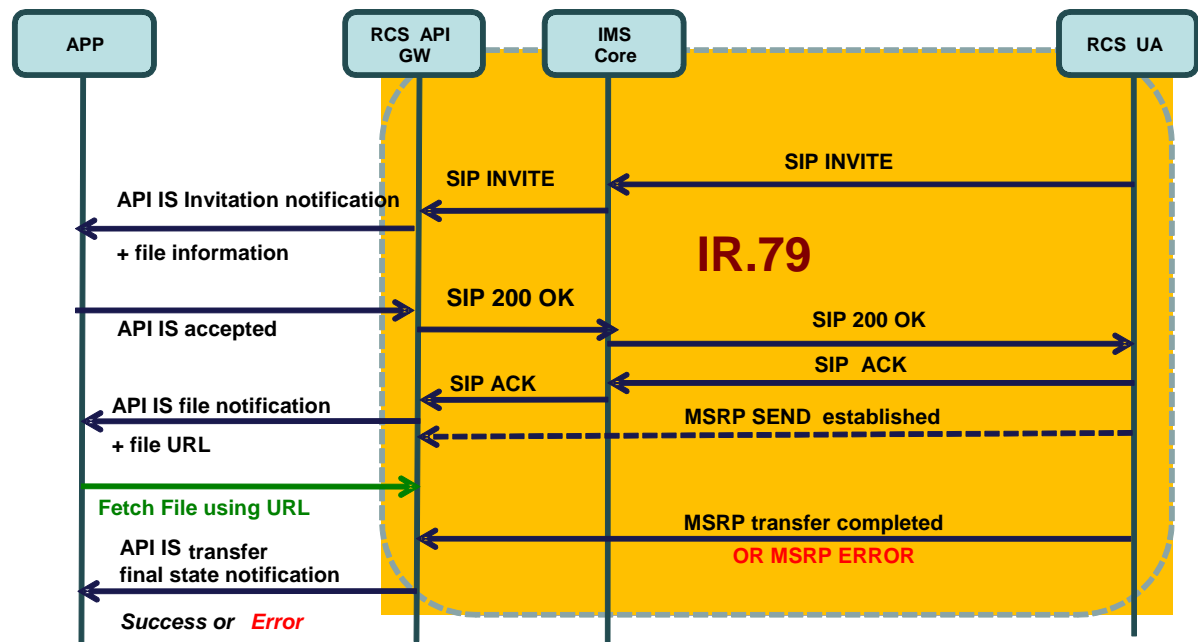 APP
RCS API
GW
IMS
Core
RCS UA
SIP INVITE
SIP INVITE
API IS Invitation notification
+ file information
IR.79
SIP 200 OK
API IS accepted
SIP 200 OK
SIP ACK
SIP ACK
API IS file notification
MSRP SEND established
+ file URL
Fetch File using URL
MSRP transfer completed
OR MSRP ERROR
API IS transfer
final state notification
Success or Error